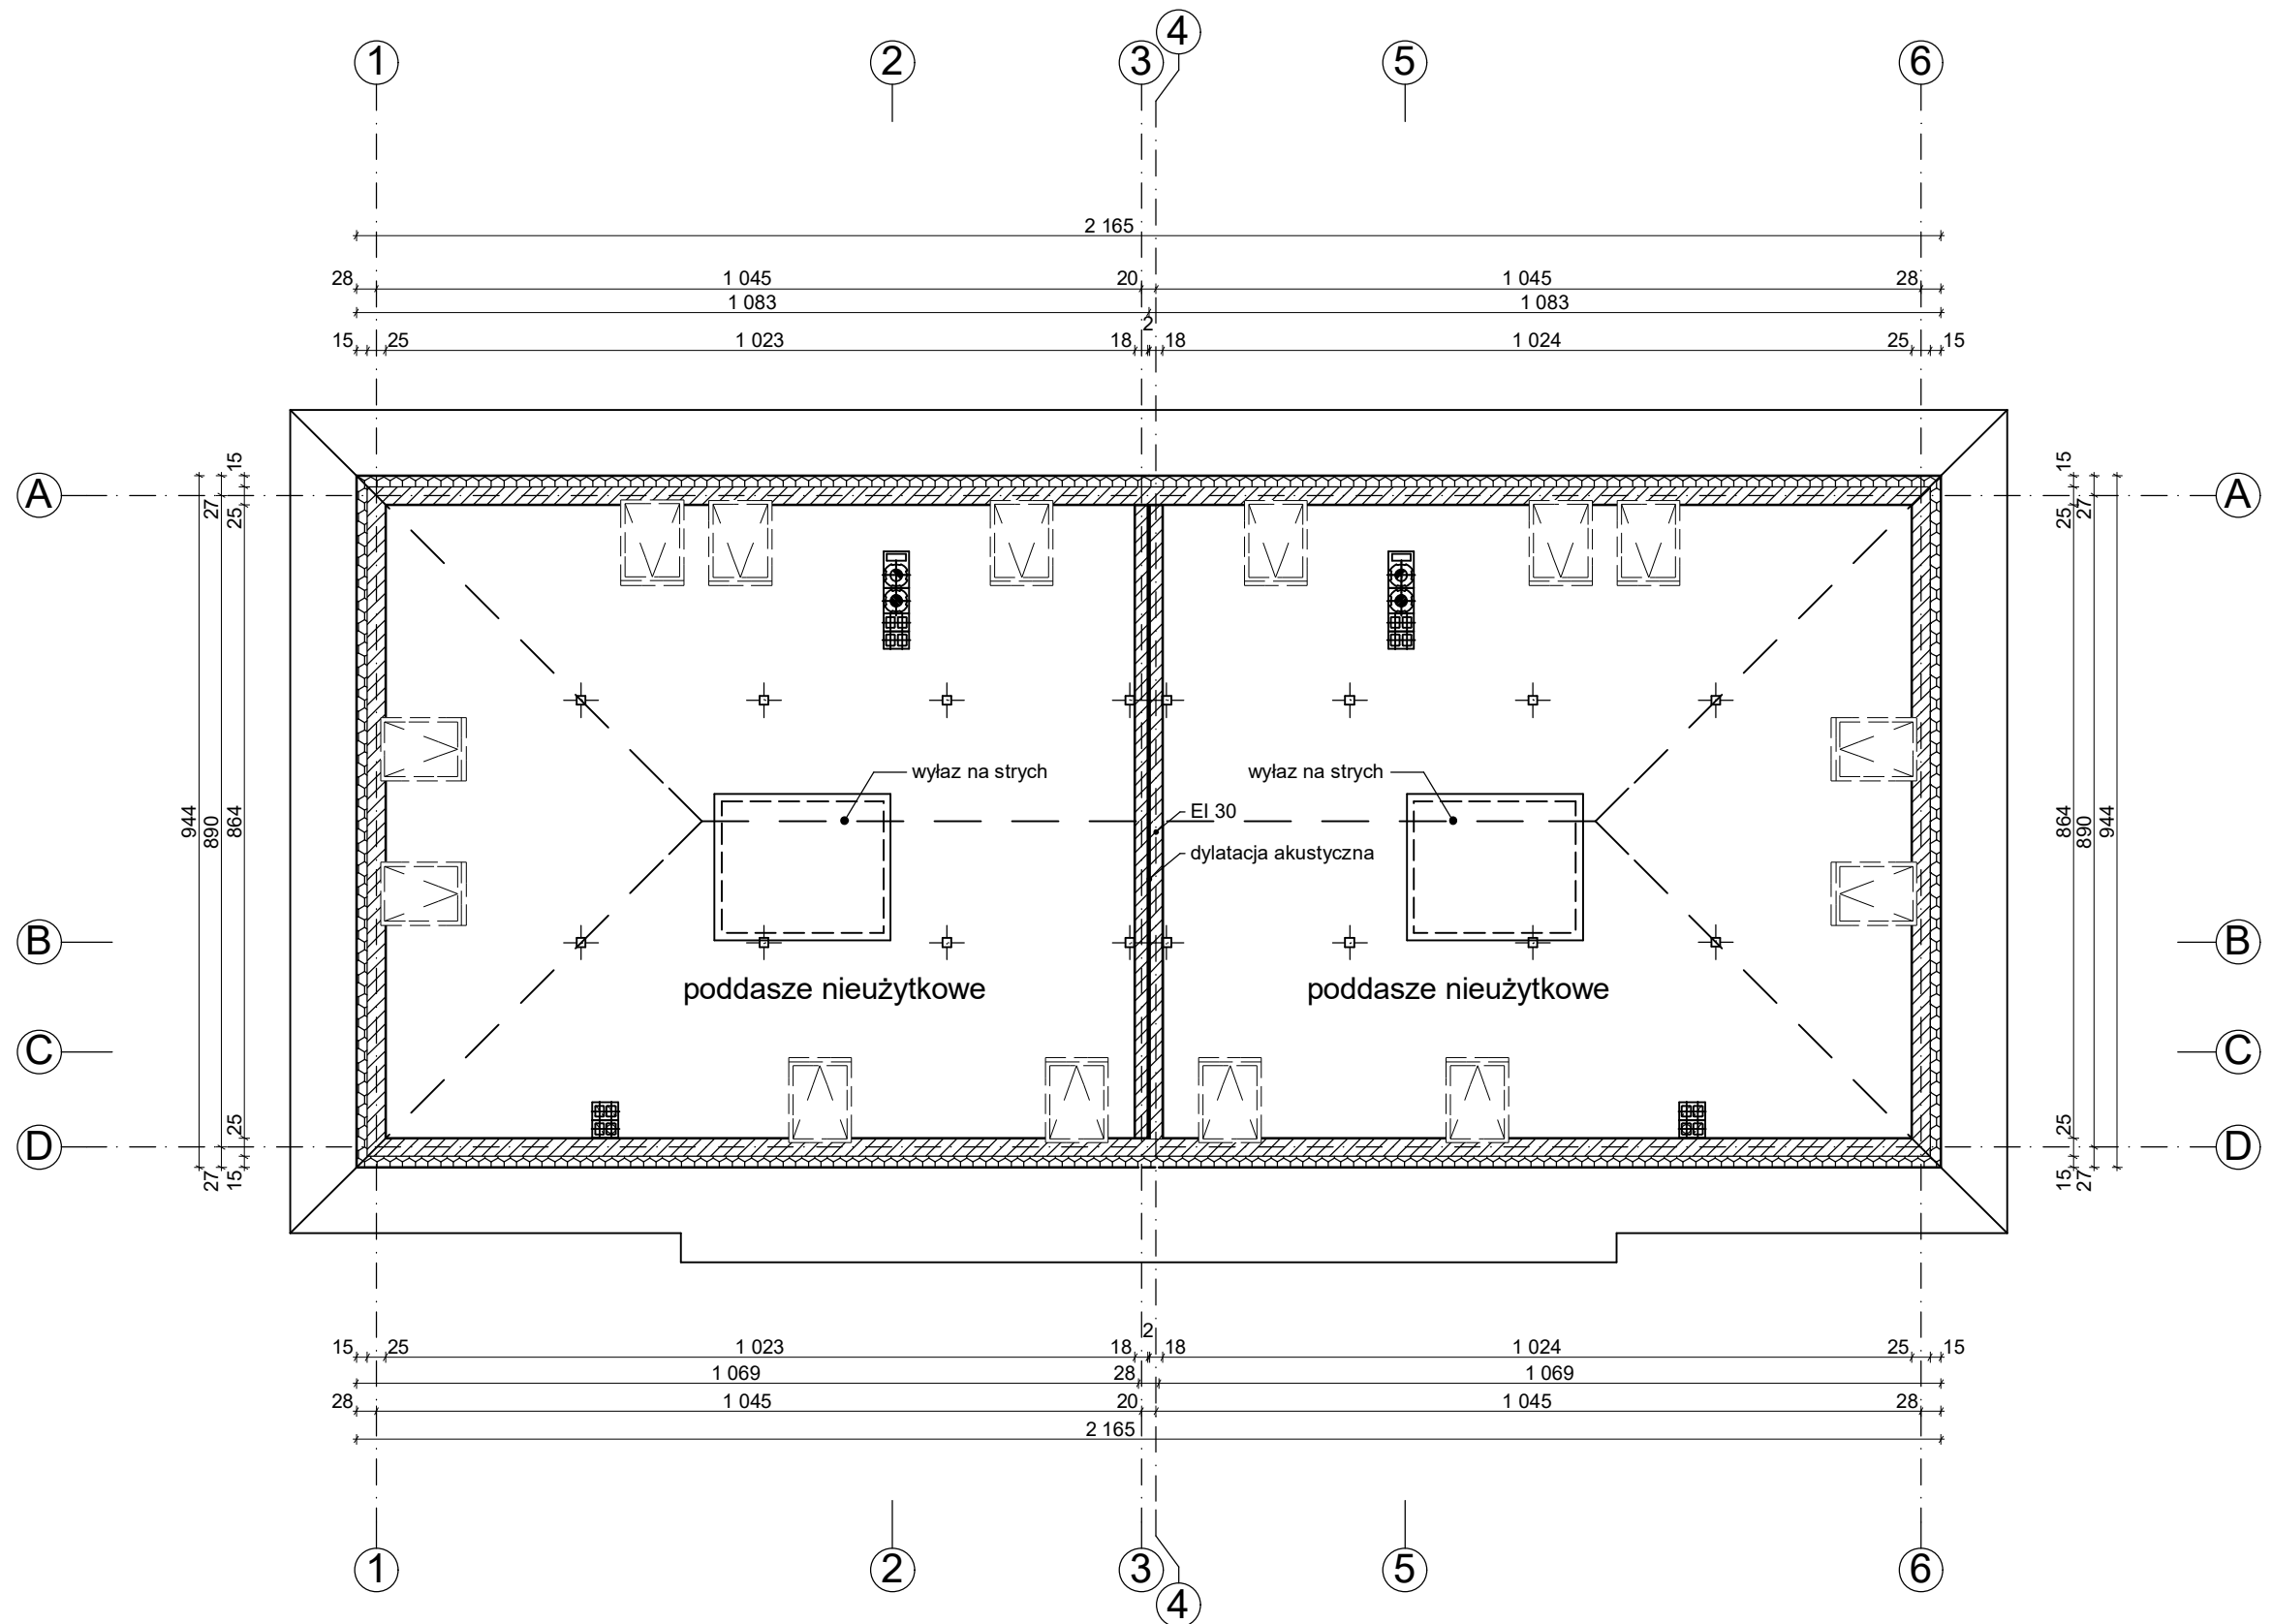 4
1 2 3 5 6
2 165
28 1 045 20 1 045 28
1 083 1 083
2
15 25 1 023 18 18 1 024 25 15
15 15
A A
27 25 25 27
wyłaz na strych wyłaz na strych
EI 30
944 890 864 864 890 944
dylatacja akustyczna
B B
poddasze nieużytkowe poddasze nieużytkowe
C C
25 25
D D
27 15 15 27
2
15 25 1 023 18 18 1 024 25 15
1 069 28 1 069
28 1 045 20 1 045 28
2 165
1 2 3 5 6
4